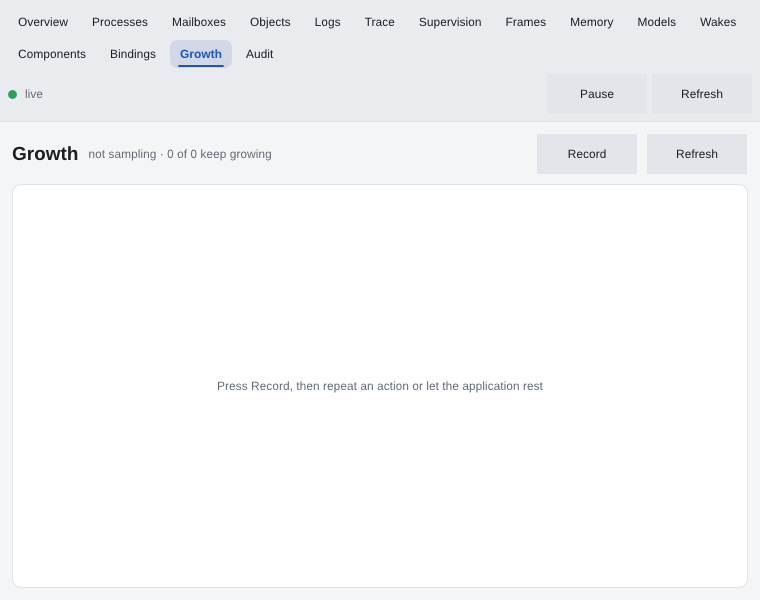 Overview Processes Mailboxes Objects Logs Trace Supervision Frames Memory Models Wakes
Components Bindings Growth Audit
live Pause Refresh
Growth not sampling · 0 of 0 keep growing Record Refresh
Press Record, then repeat an action or let the application rest